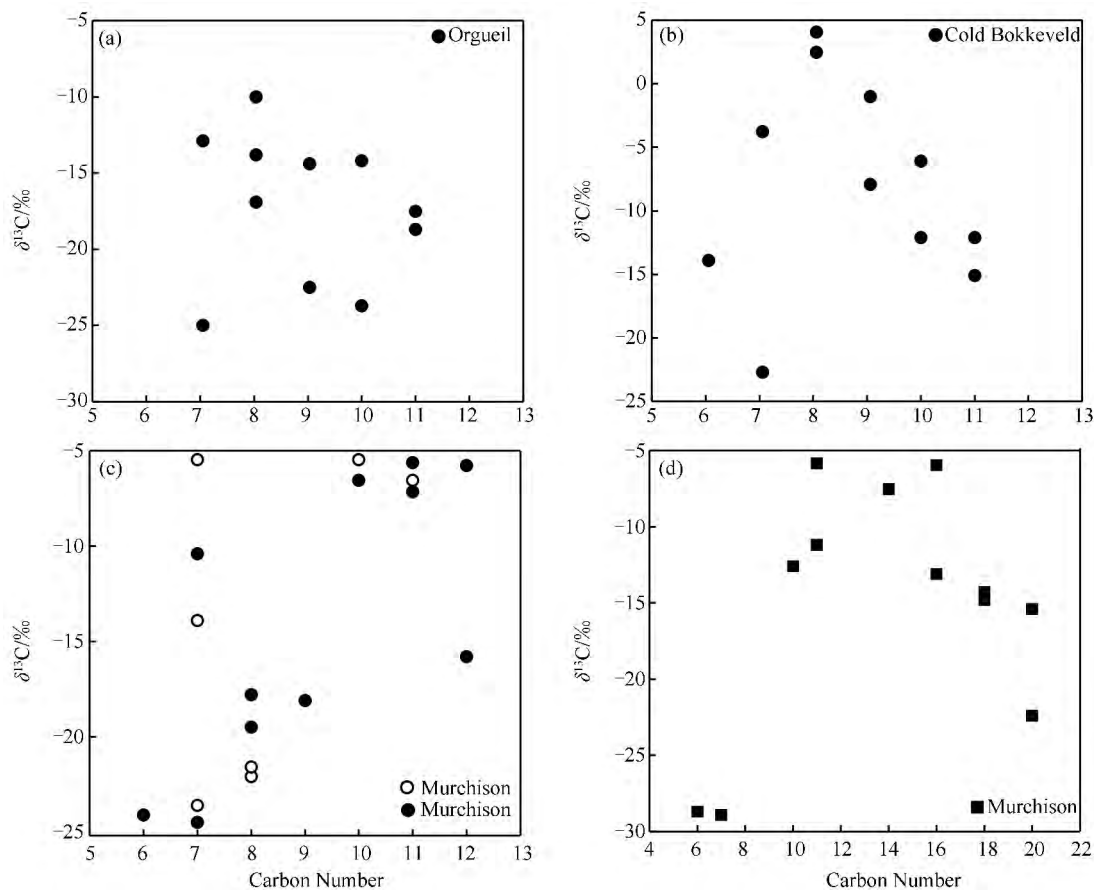 (a)
Orgueil
δ¹³C/‰
−5
−10
−15
−20
−25
−30
5 6 7 8 9 10 11 12 13
(b)
Cold Bokkeveld
δ¹³C/‰
5
0
−5
−10
−15
−20
−25
5 6 7 8 9 10 11 12 13
(c)
Murchison
Murchison
δ¹³C/‰
−5
−10
−15
−20
−25
5 6 7 8 9 10 11 12 13
Carbon Number
(d)
Murchison
δ¹³C/‰
−5
−10
−15
−20
−25
−30
4 6 8 10 12 14 16 18 20 22
Carbon Number